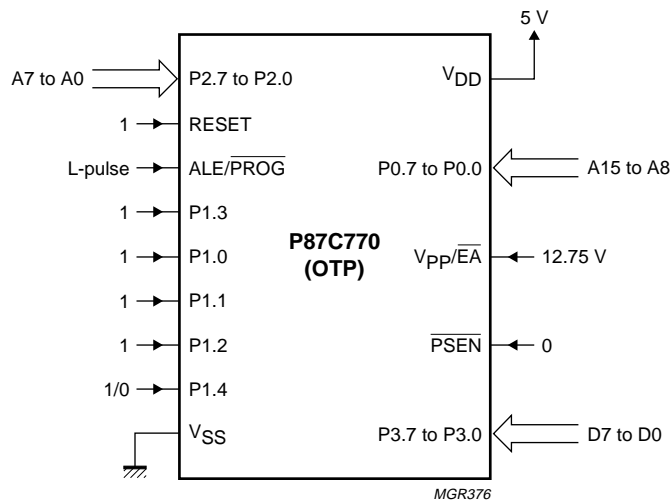 5 V
A7 to A0
P2.7 to P2.0
VDD
1
RESET
L-pulse
ALE/PROG
P0.7 to P0.0
A15 to A8
1
P1.3
1
P1.0
P87C770
(OTP)
VPP/EA
12.75 V
1
P1.1
1
P1.2
PSEN
0
1/0
P1.4
VSS
P3.7 to P3.0
D7 to D0
MGR376